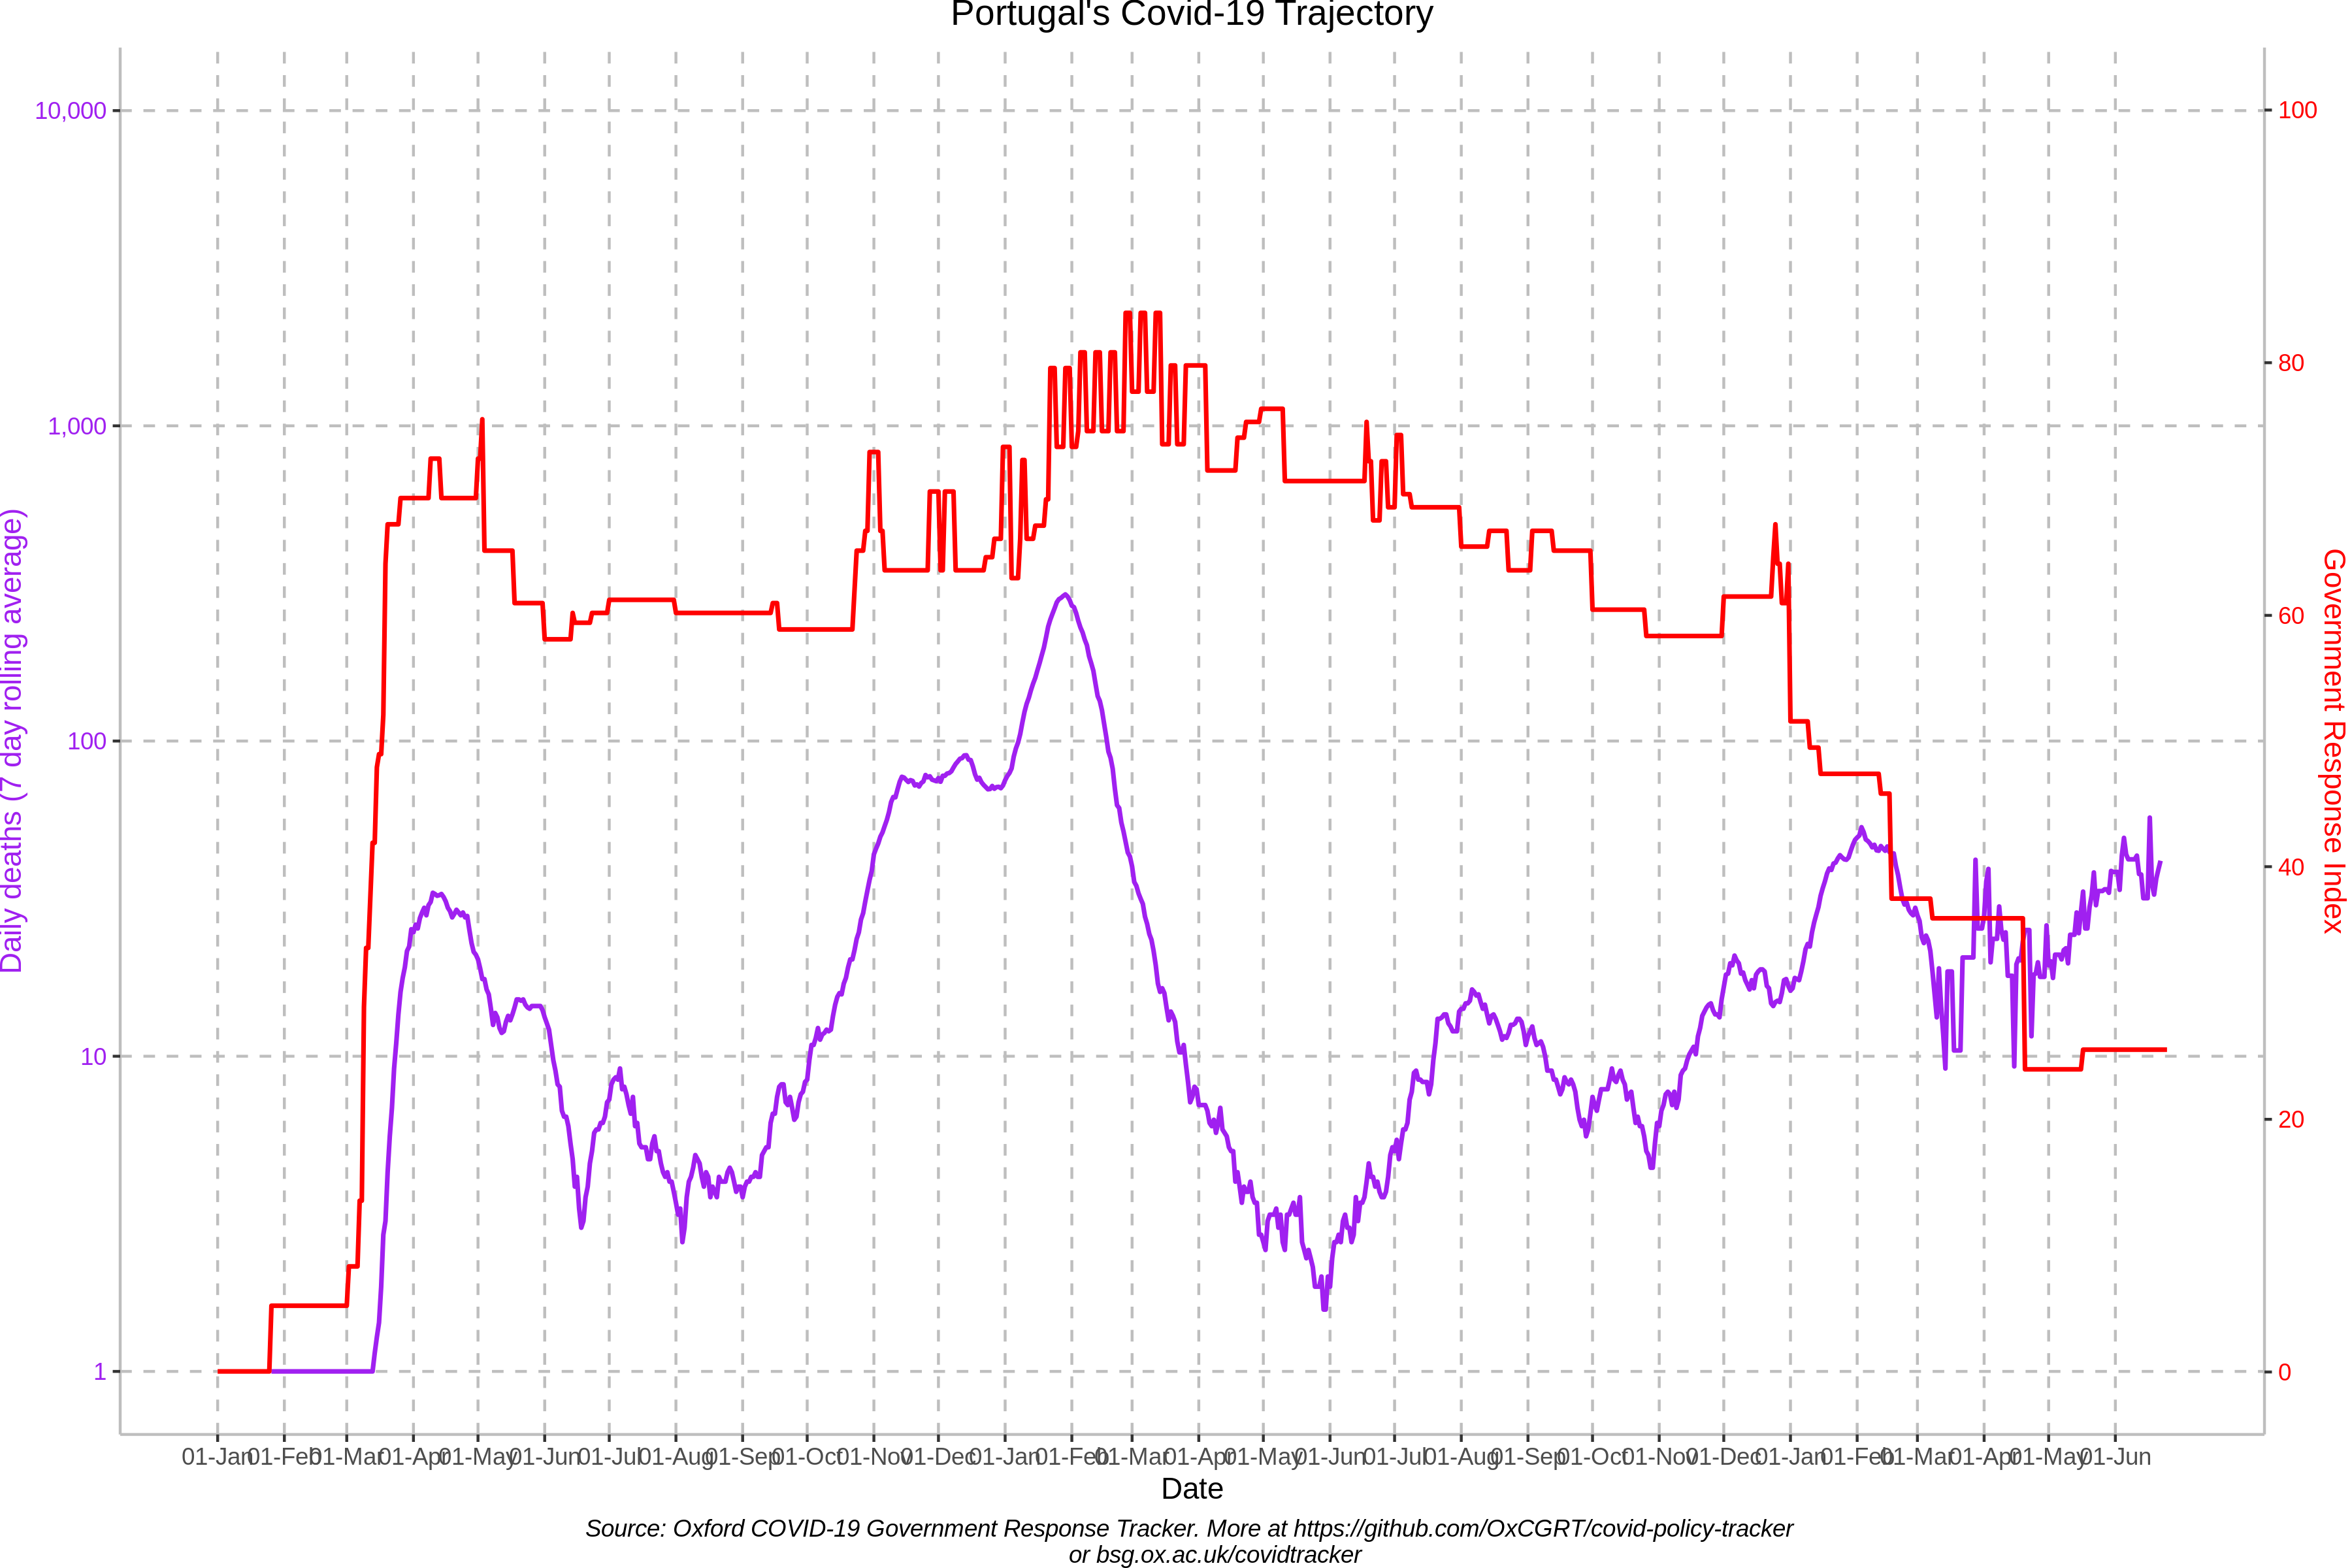 Portugal's Covid-19 Trajectory
10,000
1,000
100
10
1
Daily deaths (7 day rolling average)
100
80
60
40
20
0
Government Response Index
01-Jan 01-Feb 01-Mar 01-Apr 01-May 01-Jun 01-Jul 01-Aug 01-Sep 01-Oct 01-Nov 01-Dec 01-Jan 01-Feb 01-Mar 01-Apr 01-May 01-Jun 01-Jul 01-Aug 01-Sep 01-Oct 01-Nov 01-Dec 01-Jan 01-Feb 01-Mar 01-Apr 01-May 01-Jun
Date
Source: Oxford COVID-19 Government Response Tracker. More at https://github.com/OxCGRT/covid-policy-tracker
or bsg.ox.ac.uk/covidtracker